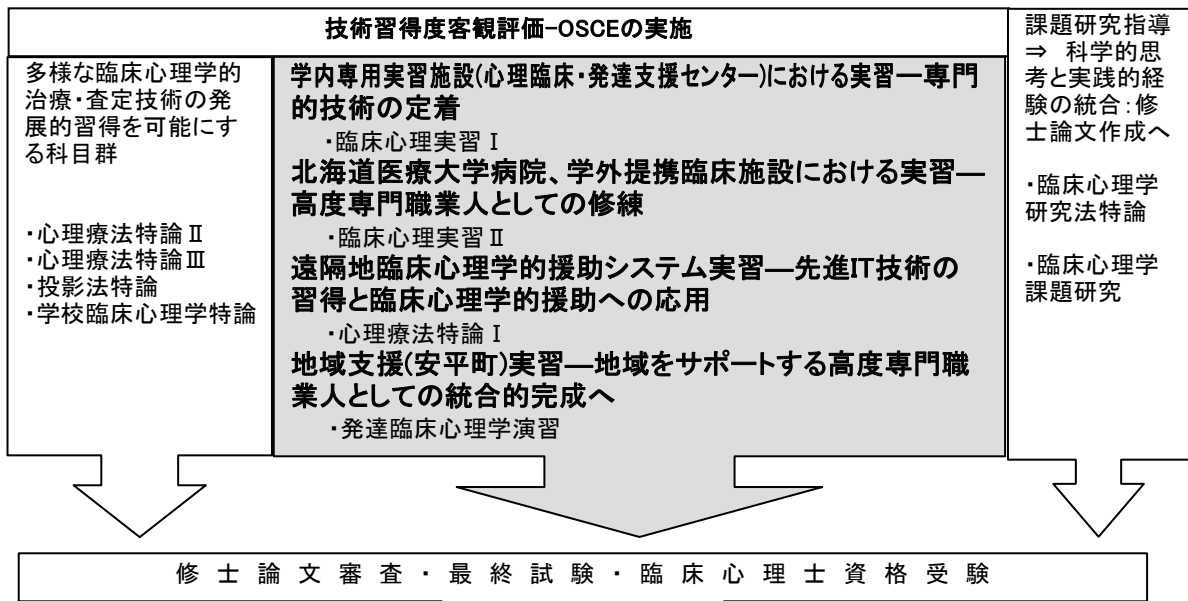 技術習得度客観評価−OSCEの実施
多様な臨床心理学的
治療・査定技術の発
展的習得を可能にす
る科目群
・心理療法特論Ⅱ
・心理療法特論Ⅲ
・投影法特論
・学校臨床心理学特論
学内専用実習施設(心理臨床・発達支援センター)における実習―専門
的技術の定着
・臨床心理実習Ⅰ
北海道医療大学病院、学外提携臨床施設における実習―
高度専門職業人としての修練
・臨床心理実習Ⅱ
遠隔地臨床心理学的援助システム実習―先進IT技術の
習得と臨床心理学的援助への応用
・心理療法特論Ⅰ
地域支援(安平町)実習―地域をサポートする高度専門職
業人としての統合的完成へ
・発達臨床心理学演習
課題研究指導
⇒ 科学的思
考と実践的経
験の統合:修
士論文作成へ
・臨床心理学
研究法特論
・臨床心理学
課題研究
修士論文審査・最終試験・臨床心理士資格受験